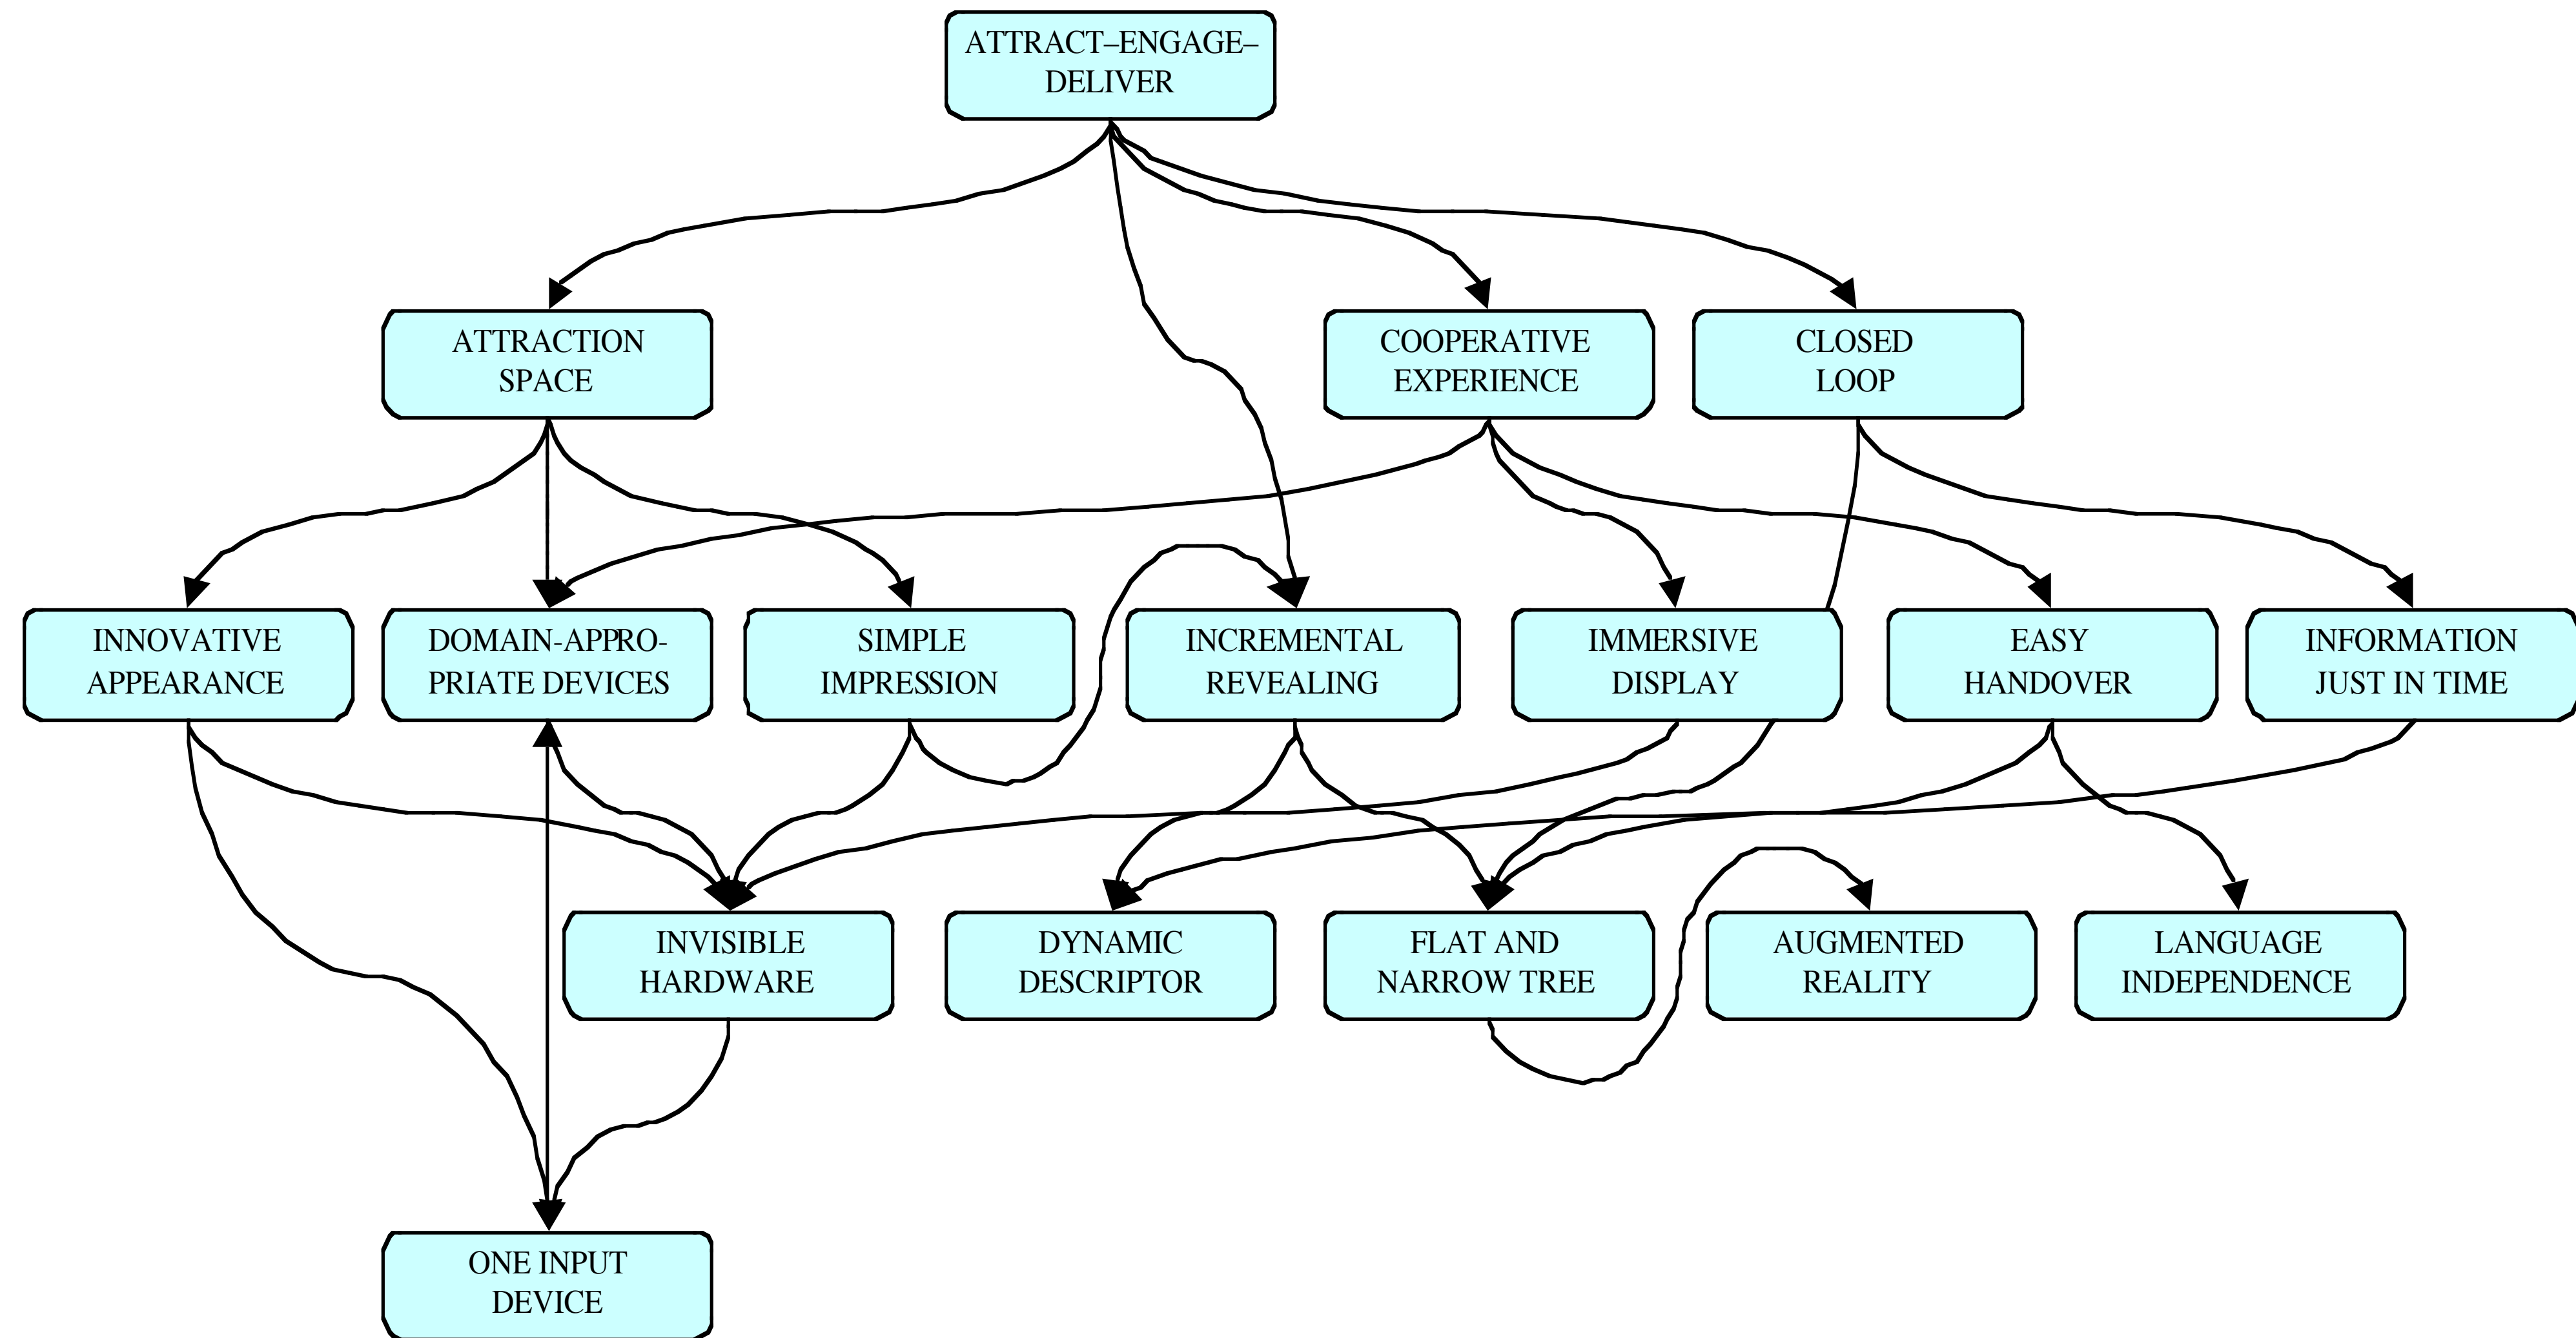 ATTRACT–ENGAGE–
DELIVER
ATTRACTION
SPACE
COOPERATIVE
EXPERIENCE
CLOSED
LOOP
INNOVATIVE
APPEARANCE
DOMAIN-APPRO-
PRIATE DEVICES
SIMPLE
IMPRESSION
INCREMENTAL
REVEALING
IMMERSIVE
DISPLAY
EASY
HANDOVER
INFORMATION
JUST IN TIME
INVISIBLE
HARDWARE
DYNAMIC
DESCRIPTOR
FLAT AND
NARROW TREE
AUGMENTED
REALITY
LANGUAGE
INDEPENDENCE
ONE INPUT
DEVICE